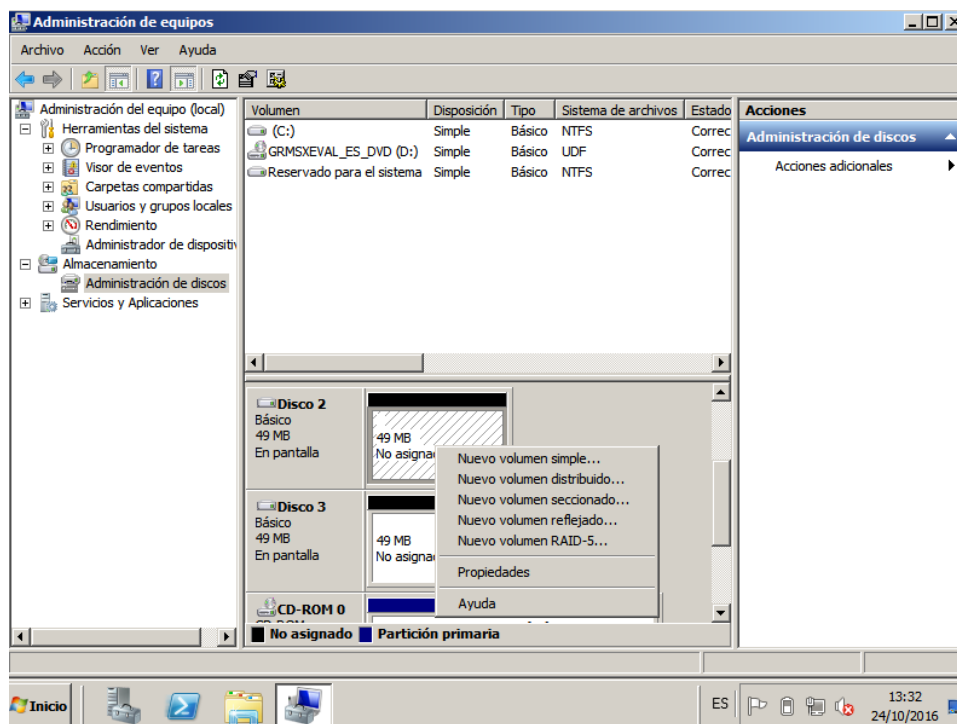 Administración de equipos
Archivo Acción Ver Ayuda
Administración del equipo (local)
Herramientas del sistema
Programador de tareas
Visor de eventos
Carpetas compartidas
Usuarios y grupos locales
Rendimiento
Administrador de dispositiv
Almacenamiento
Administración de discos
Servicios y Aplicaciones
Volumen Disposición Tipo Sistema de archivos Estado
(C:) Simple Básico NTFS Correc
GRMSXEVAL_ES_DVD (D:) Simple Básico UDF Correc
Reservado para el sistema Simple Básico NTFS Correc
Disco 2
Básico
49 MB
En pantalla
49 MB
No asigna
Disco 3
Básico
49 MB
En pantalla
49 MB
No asigna
CD-ROM 0
Nuevo volumen simple...
Nuevo volumen distribuido...
Nuevo volumen seccionado...
Nuevo volumen reflejado...
Nuevo volumen RAID-5...
Propiedades
Ayuda
No asignado Partición primaria
Acciones
Administración de discos
Acciones adicionales
Inicio
ES
13:32
24/10/2016